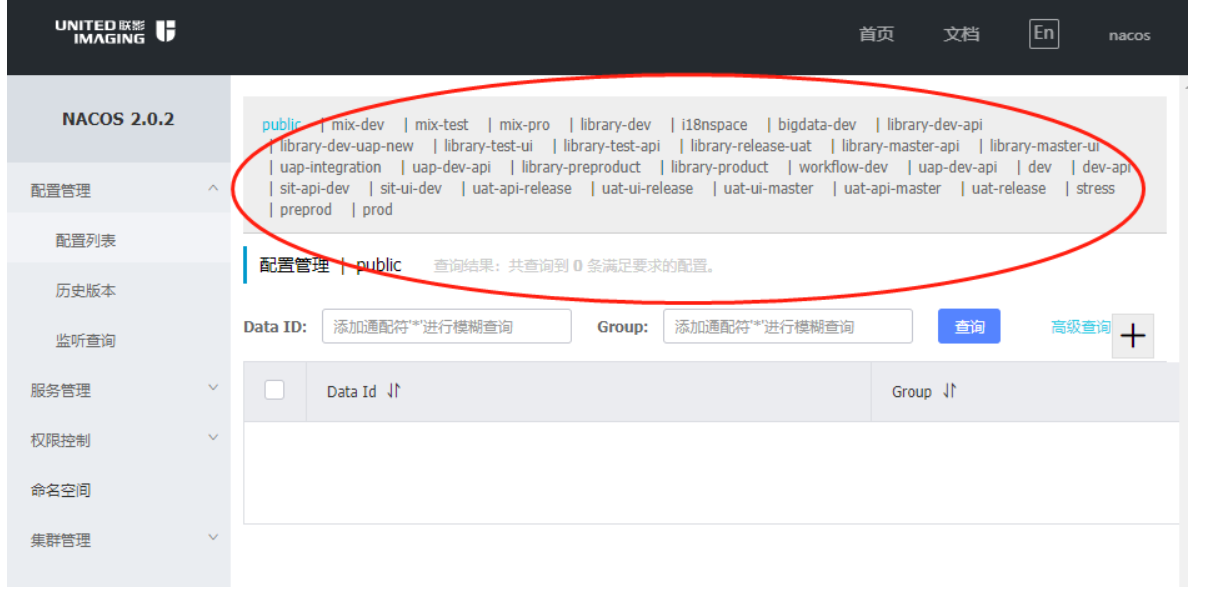 UNITED联影
IMAGING
首页 文档 En nacos
NACOS 2.0.2
public | mix-dev | mix-test | mix-pro | library-dev | i18nspace | bigdata-dev | library-dev-api
| library-dev-uap-new | library-test-ui | library-test-api | library-release-uat | library-master-api | library-master-ui
| uap-integration | uap-dev-api | library-preproduct | library-product | workflow-dev | uap-dev-api | dev | dev-api
| sit-api-dev | sit-ui-dev | uat-api-release | uat-ui-release | uat-ui-master | uat-api-master | uat-release | stress
| preprod | prod
配置管理
配置列表
历史版本
监听查询
服务管理
权限控制
命名空间
集群管理
配置管理 | public 查询结果：共查询到 0 条满足要求的配置。
Data ID: 添加通配符'*'进行模糊查询 Group: 添加通配符'*'进行模糊查询 查询 高级查询 +
Data Id Group